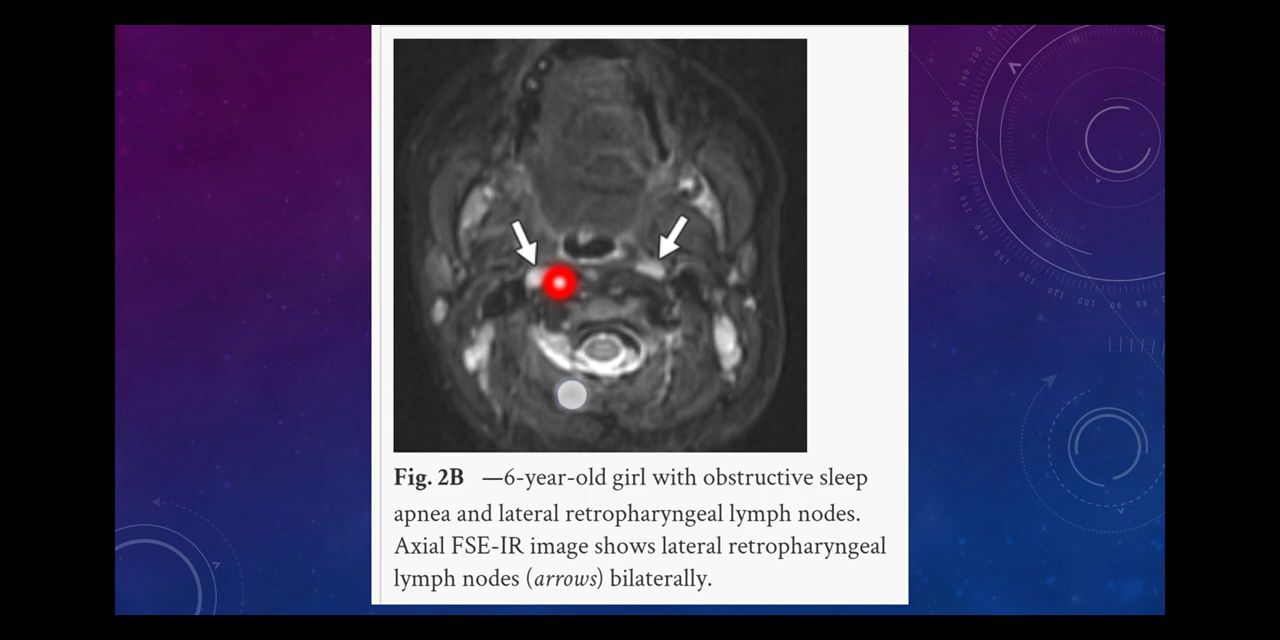 Fig. 2B —6-year-old girl with obstructive sleep
apnea and lateral retropharyngeal lymph nodes.
Axial FSE-IR image shows lateral retropharyngeal
lymph nodes (arrows) bilaterally.